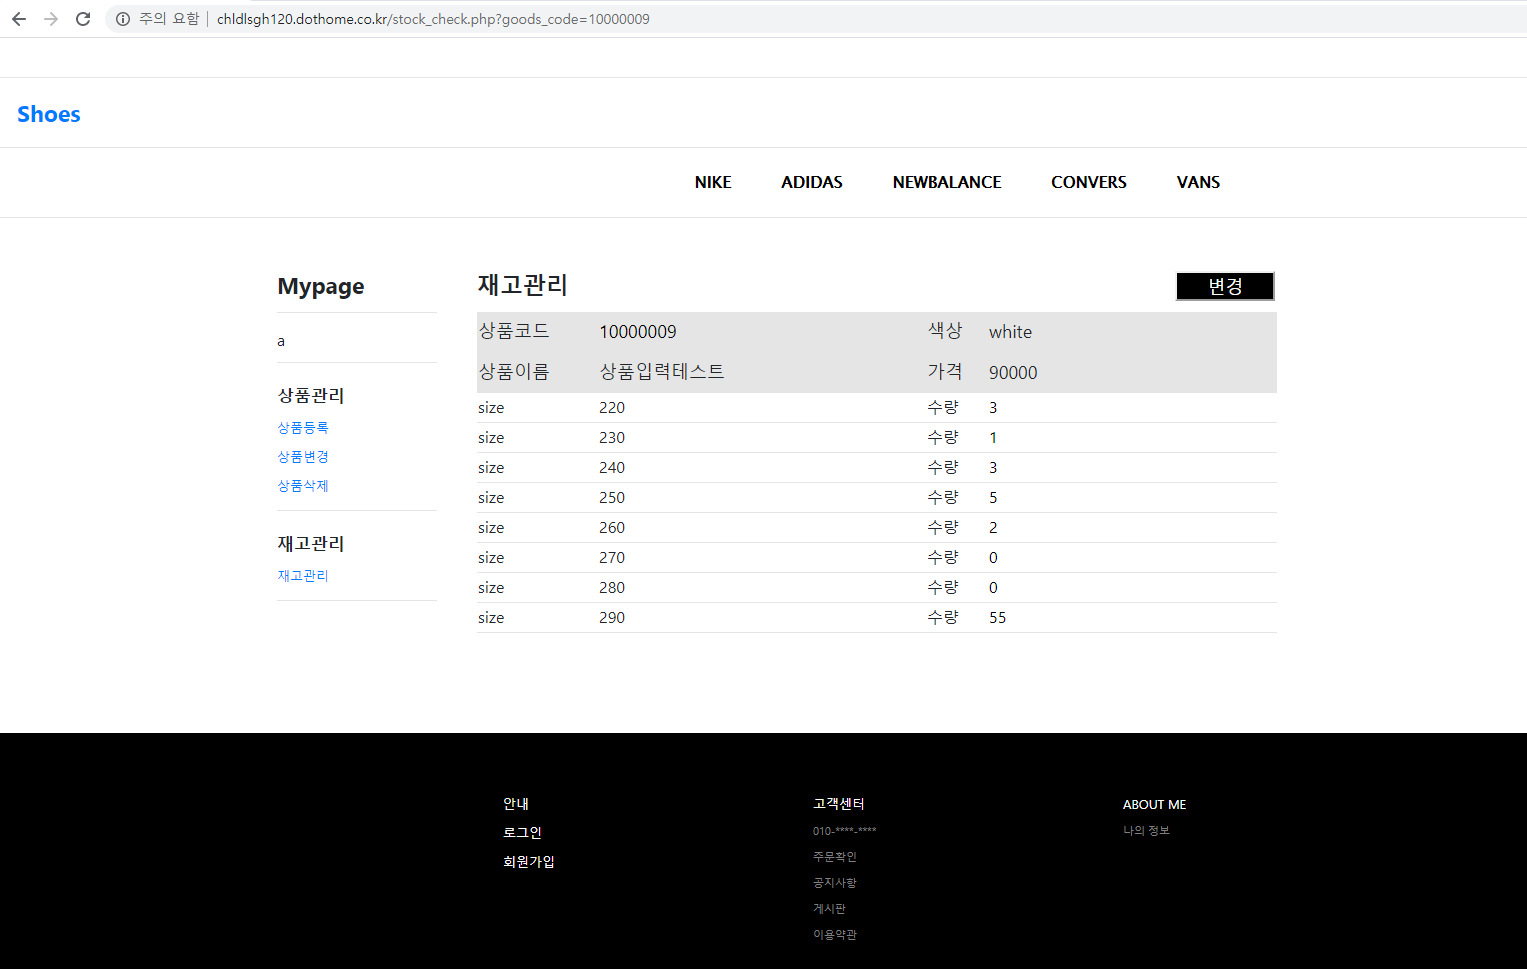 주의 요함 | chldlsgh120.dothome.co.kr/stock_check.php?goods_code=10000009
Shoes
NIKE ADIDAS NEWBALANCE CONVERS VANS
Mypage
a
상품관리
상품등록
상품변경
상품삭제
재고관리
재고관리
재고관리 변경
상품코드 10000009 색상 white
상품이름 상품입력테스트 가격 90000
size 220 수량 3
size 230 수량 1
size 240 수량 3
size 250 수량 5
size 260 수량 2
size 270 수량 0
size 280 수량 0
size 290 수량 55
안내
로그인
회원가입
고객센터
010-****-****
주문확인
공지사항
게시판
이용약관
ABOUT ME
나의 정보